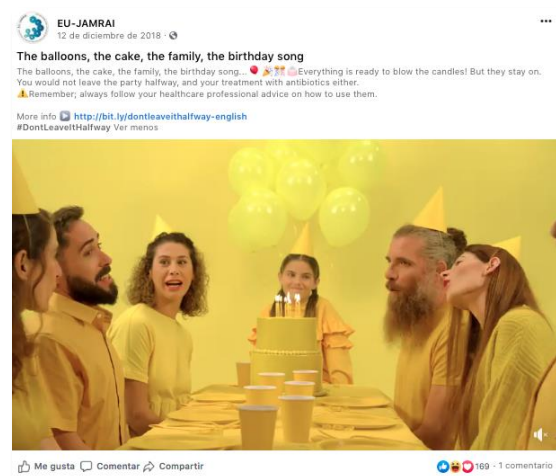 EU-JAMRAI
12 de diciembre de 2018 ·
The balloons, the cake, the family, the birthday song
The balloons, the cake, the family, the birthday song... Everything is ready to blow the candles! But they stay on.
You would not leave the party halfway, and your treatment with antibiotics either.
Remember; always follow your healthcare professional advice on how to use them.
More info http://bit.ly/dontleaveithalfway-english
#DontLeaveItHalfway Ver menos
Me gusta Comentar Compartir 169 · 1 comentario